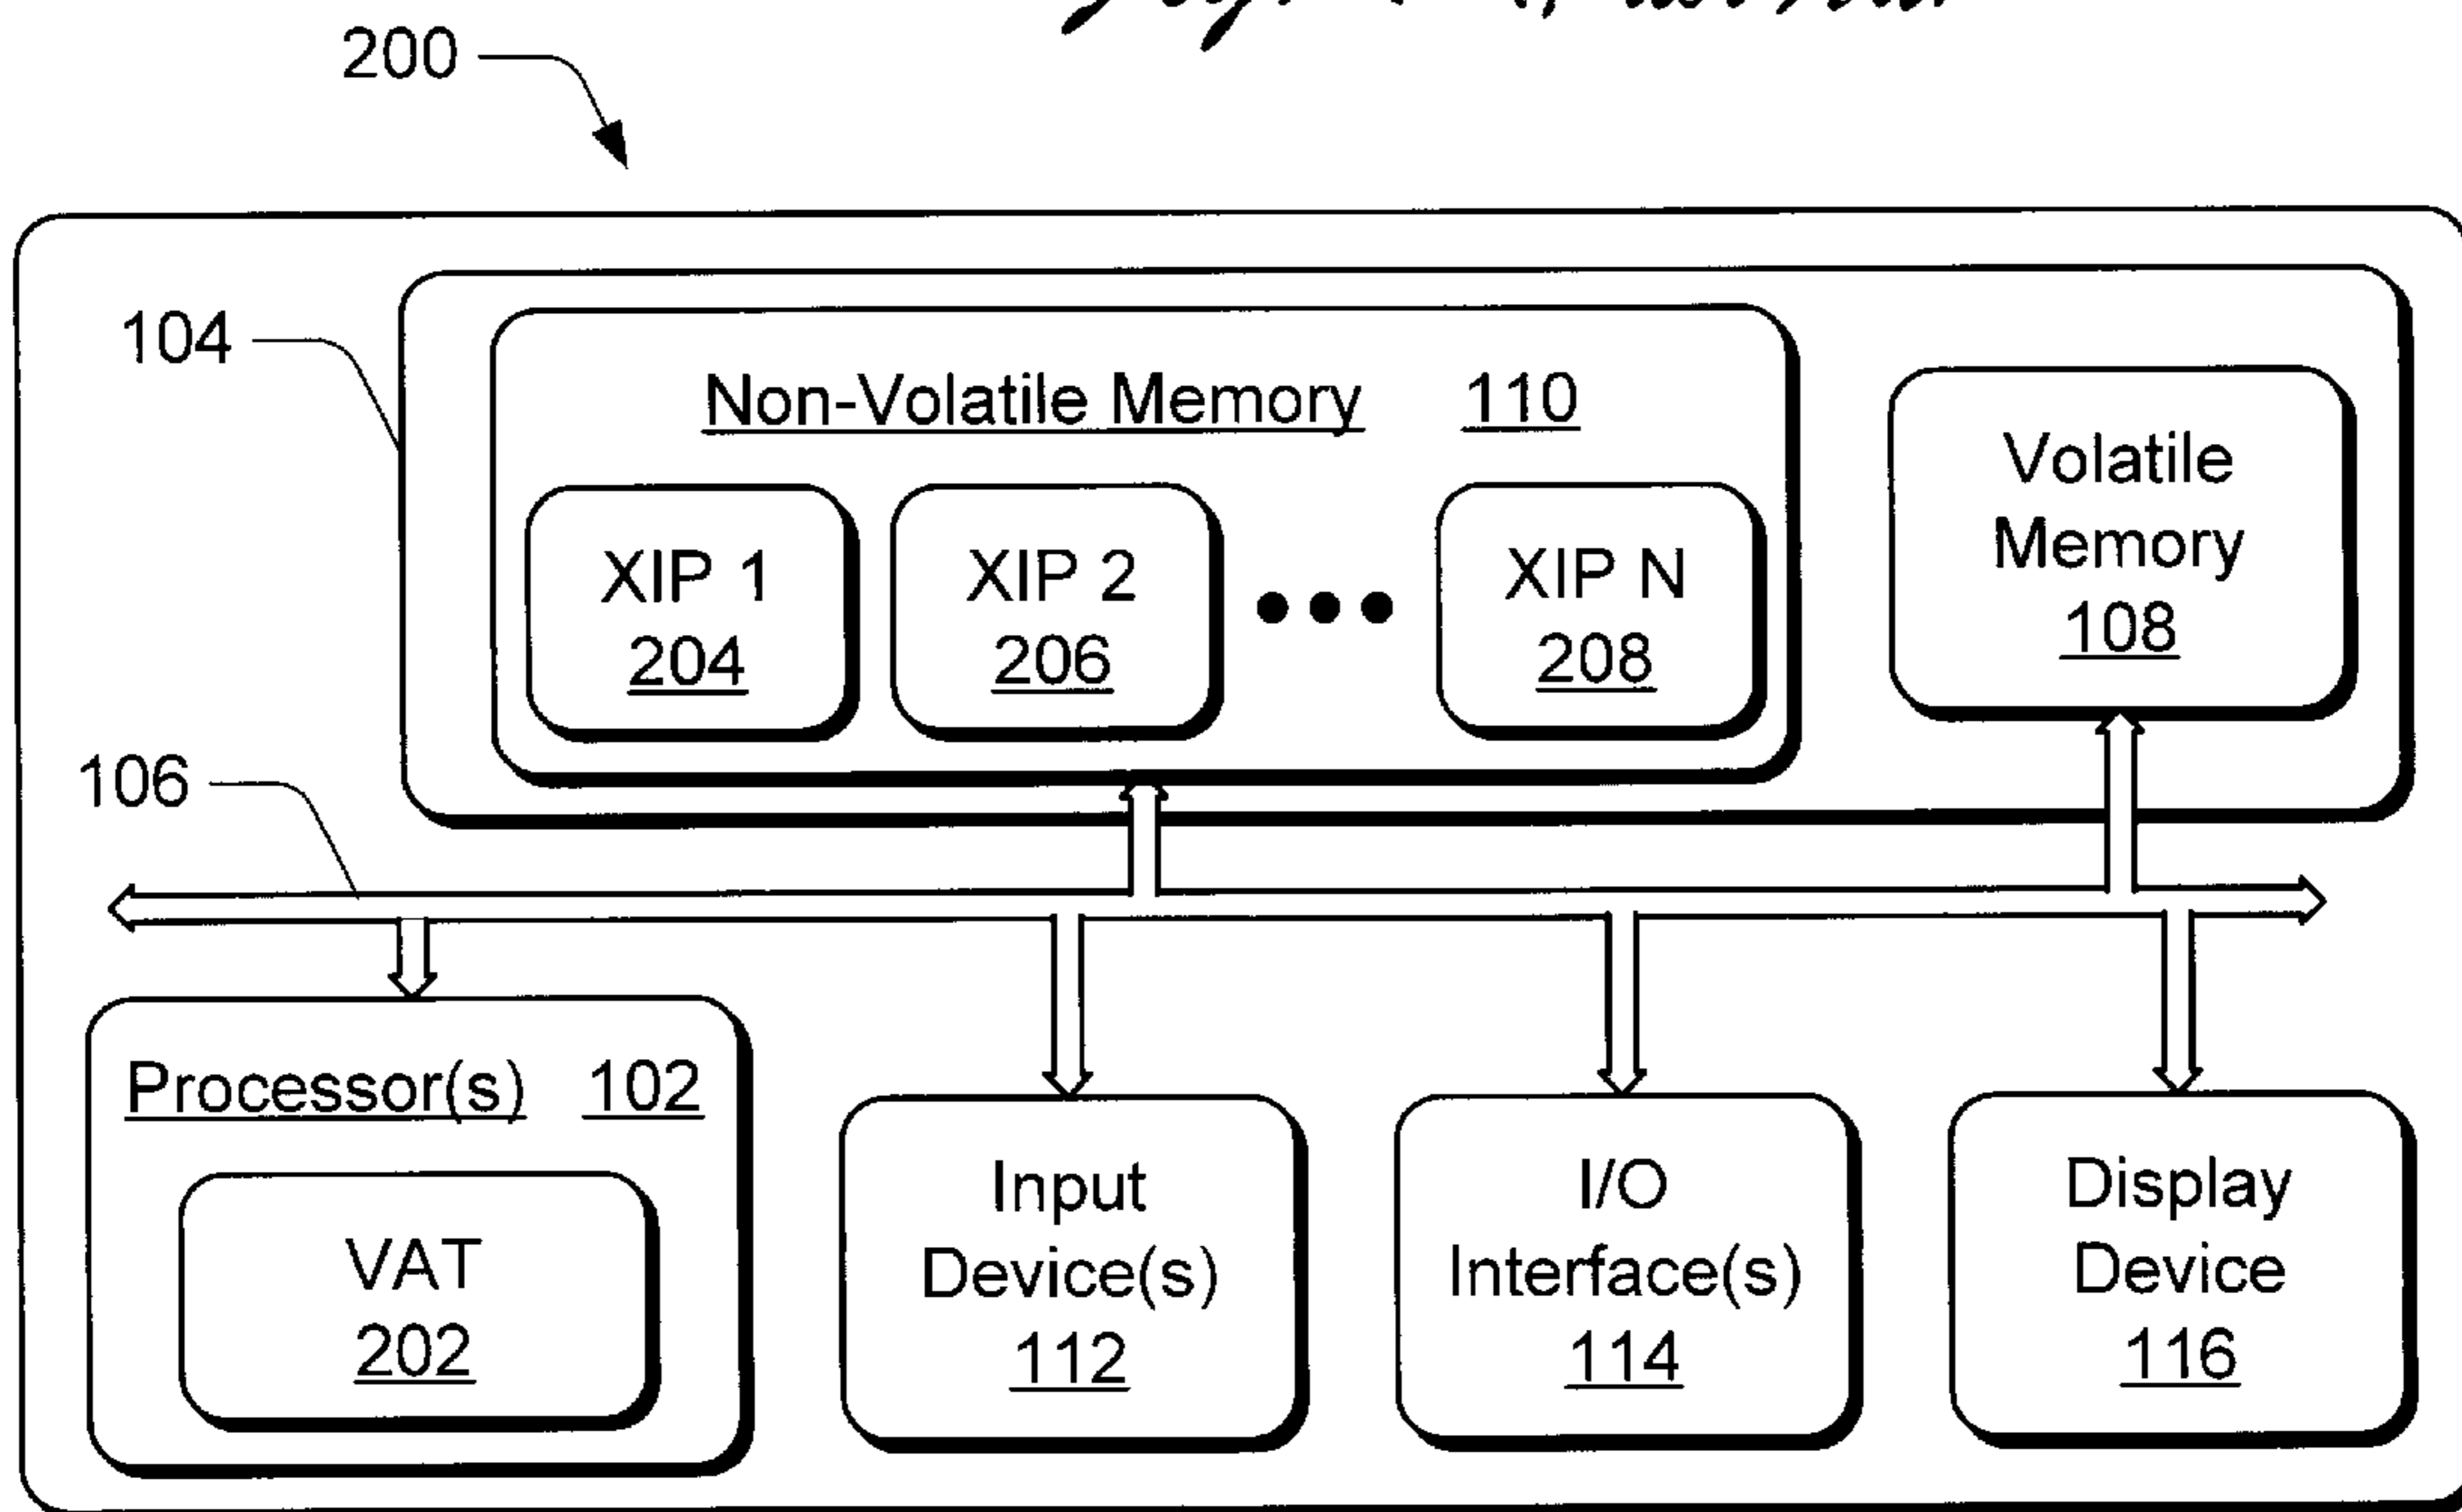 200
104
Non-Volatile Memory 110
XIP 1
204
XIP 2
206
XIP N
208
Volatile
Memory
108
106
Processor(s) 102
VAT
202
Input
Device(s)
112
I/O
Interface(s)
114
Display
Device
116